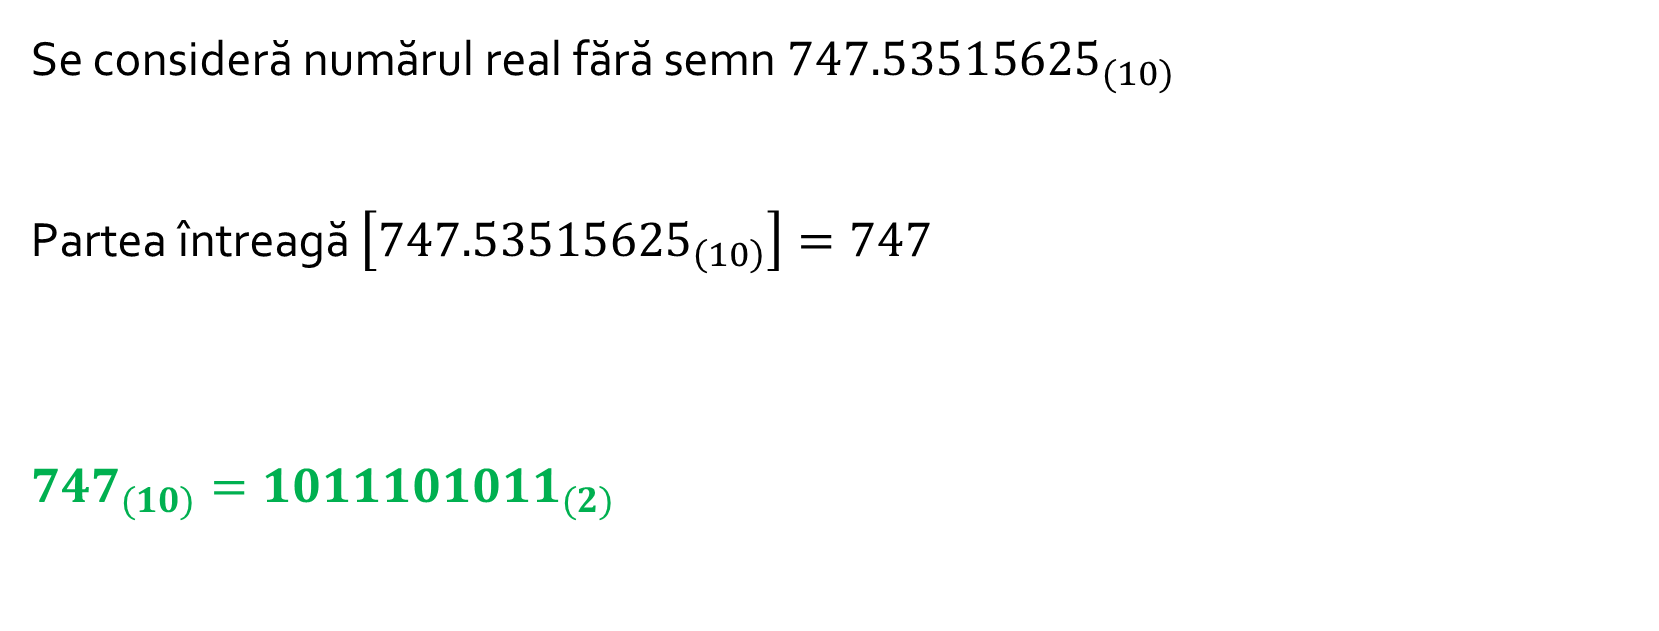 Se consideră numărul real fără semn 747.53515625(10)
Partea întreagă [747.53515625(10)] = 747
747(10) = 1011101011(2)